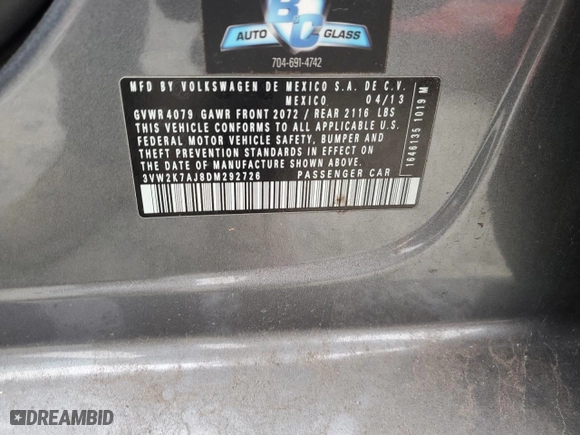 B&C
AUTO GLASS
704-691-4742
MFD BY VOLKSWAGEN DE MEXICO S.A. DE C.V.
MEXICO 04/13
GVWR 4079 GAWR FRONT 2072 / REAR 2116 LBS
THIS VEHICLE CONFORMS TO ALL APPLICABLE U.S.
FEDERAL MOTOR VEHICLE SAFETY, BUMPER AND
THEFT PREVENTION STANDARDS IN EFFECT ON
THE DATE OF MANUFACTURE SHOWN ABOVE.
3VW2K7AJ8DM292726 PASSENGER CAR
1646135 1019 M
DREAMBID